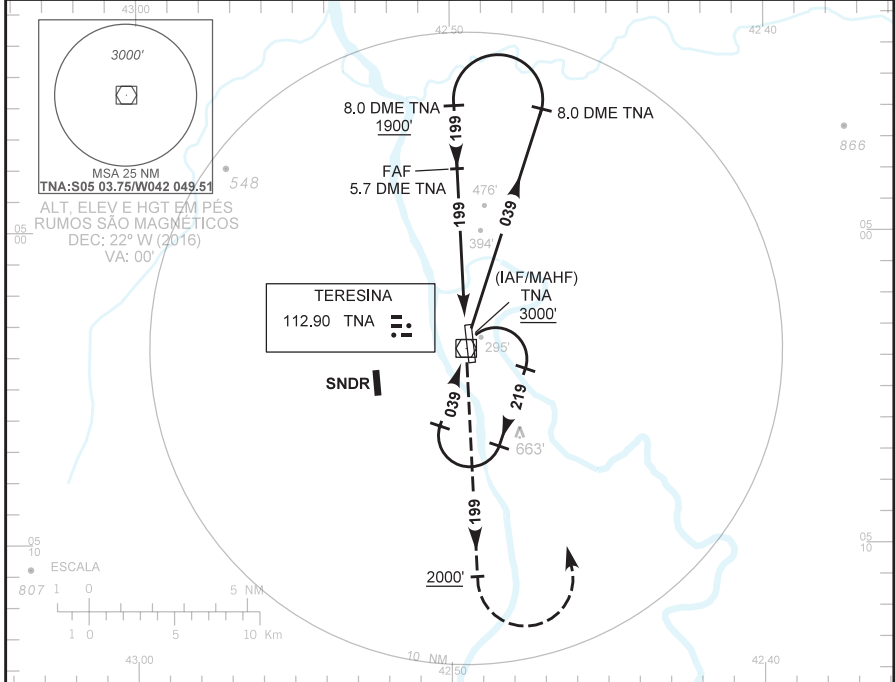 43 00
42 50
42 40
3000'
MSA 25 NM
TNA:S05 03.75/W042 049.51
548
ALT, ELEV E HGT EM PÉS
RUMOS SÃO MAGNÉTICOS
DEC: 22º W (2016)
VA: 00'
8.0 DME TNA
1900'
199
8.0 DME TNA
866
FAF
5.7 DME TNA
199
476'
039
394'
05
00
05
00
(IAF/MAHF)
TNA
3000'
TERESINA
112.90 TNA
295'
SNDR
039
219
663'
199
05
10
05
10
2000'
807
ESCALA
1 0 5 NM
1 0 5 10 Km
10 NM
43 00
42 50
42 40